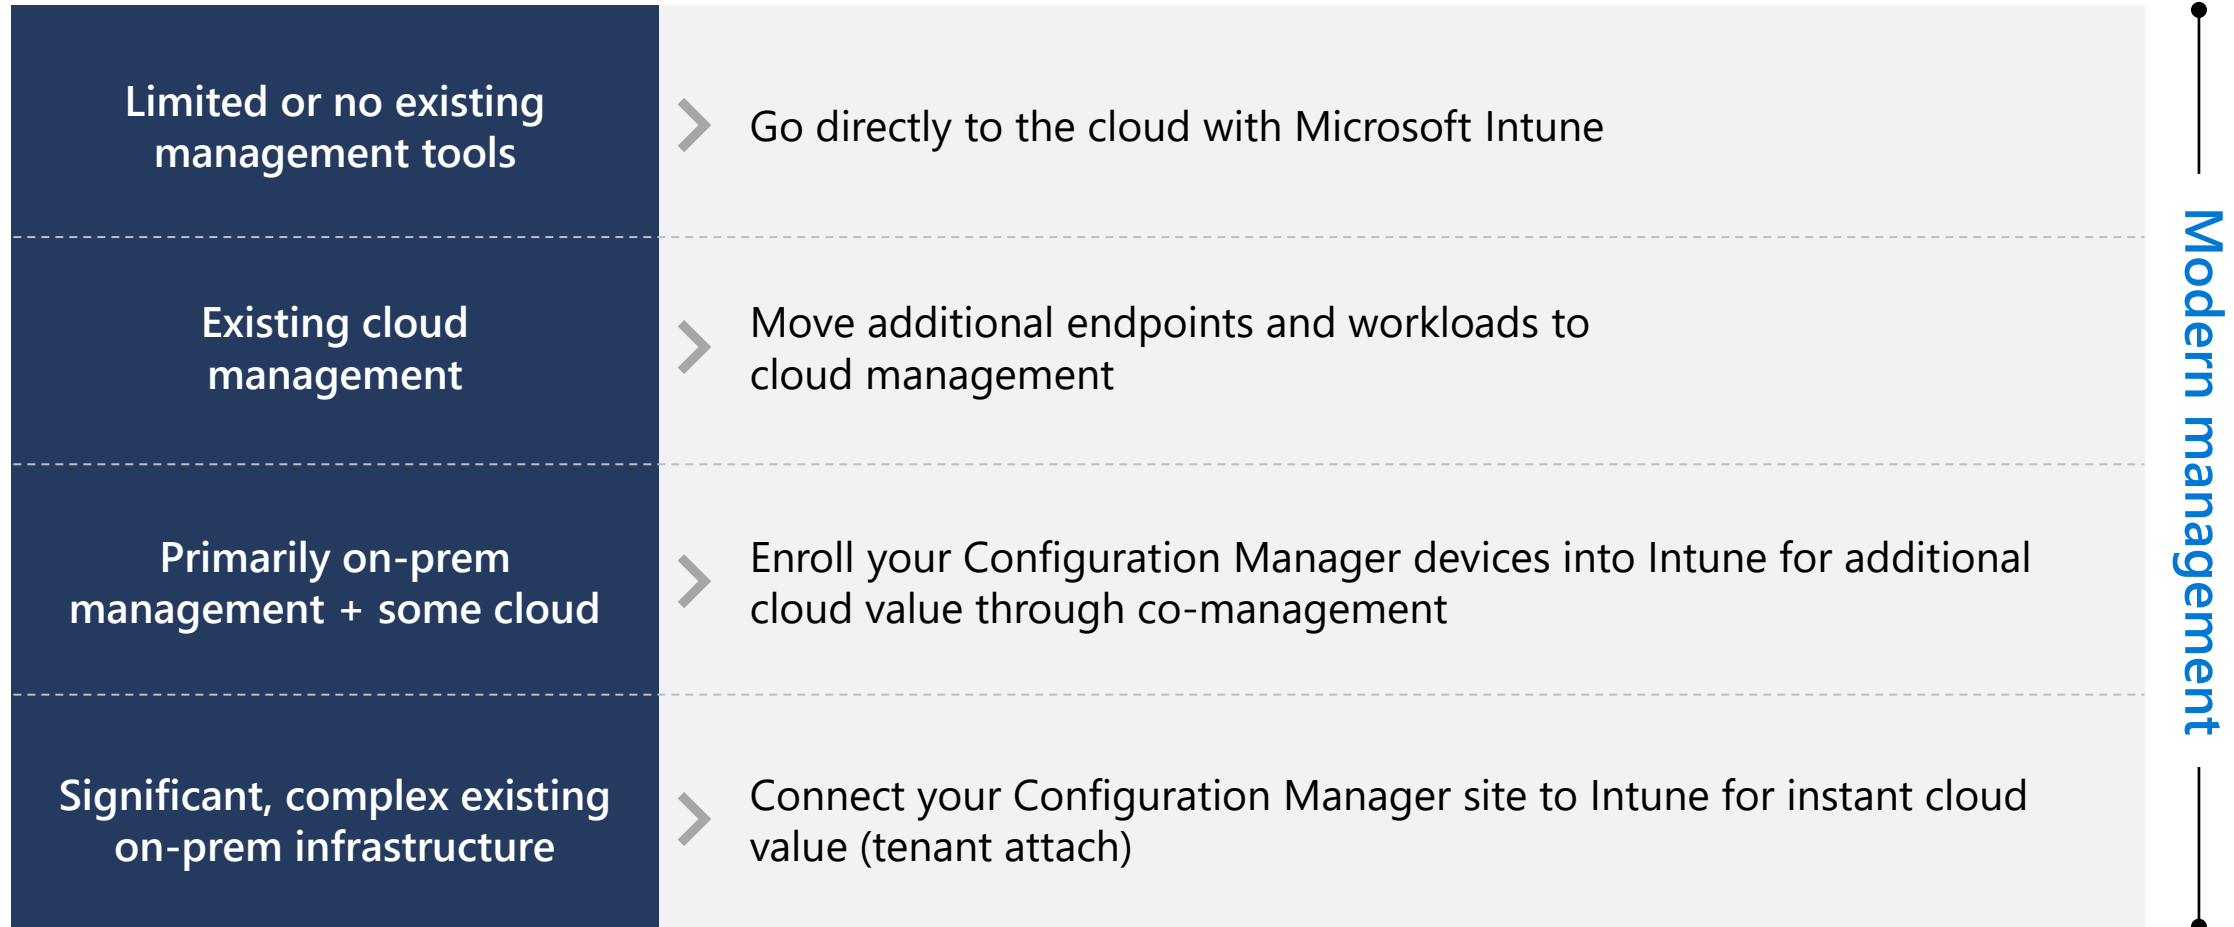 Limited or no existing
management tools
Go directly to the cloud with Microsoft Intune
Existing cloud
management
Move additional endpoints and workloads to
cloud management
Primarily on-prem
management + some cloud
Enroll your Configuration Manager devices into Intune for additional
cloud value through co-management
Significant, complex existing
on-prem infrastructure
Connect your Configuration Manager site to Intune for instant cloud
value (tenant attach)
Modern management